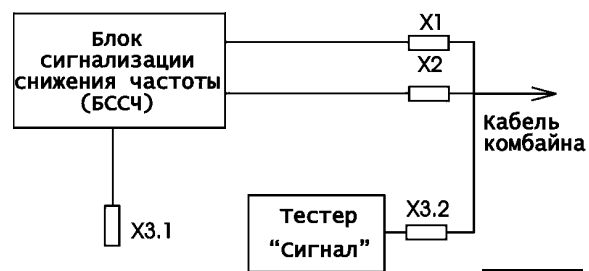 Блок
сигнализации
снижения частоты
(БССЧ)
X1
X2
Кабель
комбайна
X3.1
Тестер
“Сигнал”
X3.2